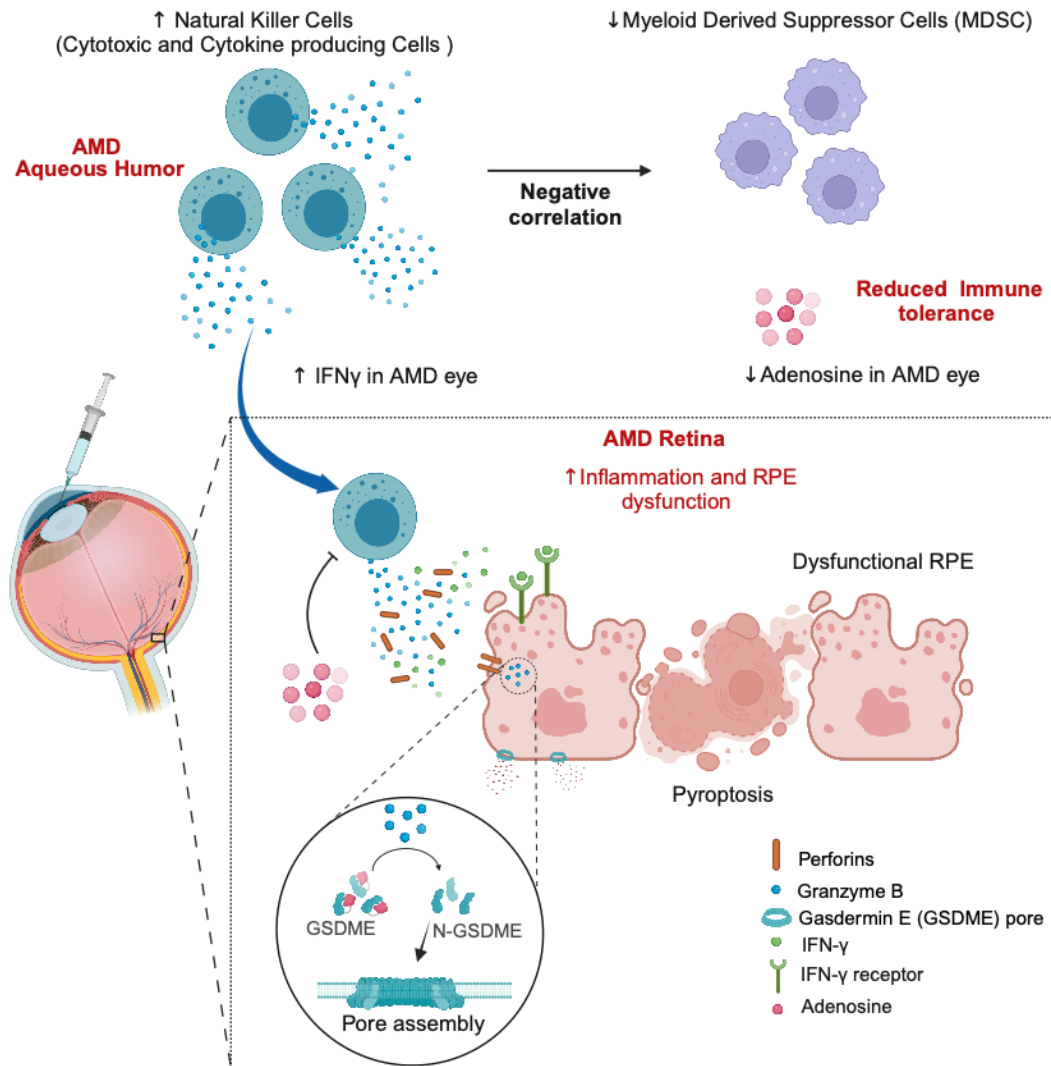 ↑ Natural Killer Cells
(Cytotoxic and Cytokine producing Cells )
↓Myeloid Derived Suppressor Cells (MDSC)
AMD
Aqueous Humor
Negative
correlation
Reduced Immune
tolerance
↑ IFNγ in AMD eye
↓Adenosine in AMD eye
AMD Retina
↑Inflammation and RPE
dysfunction
Dysfunctional RPE
Pyroptosis
GSDME
N-GSDME
Pore assembly
Perforins
Granzyme B
Gasdermin E (GSDME) pore
IFN-γ
IFN-γ receptor
Adenosine